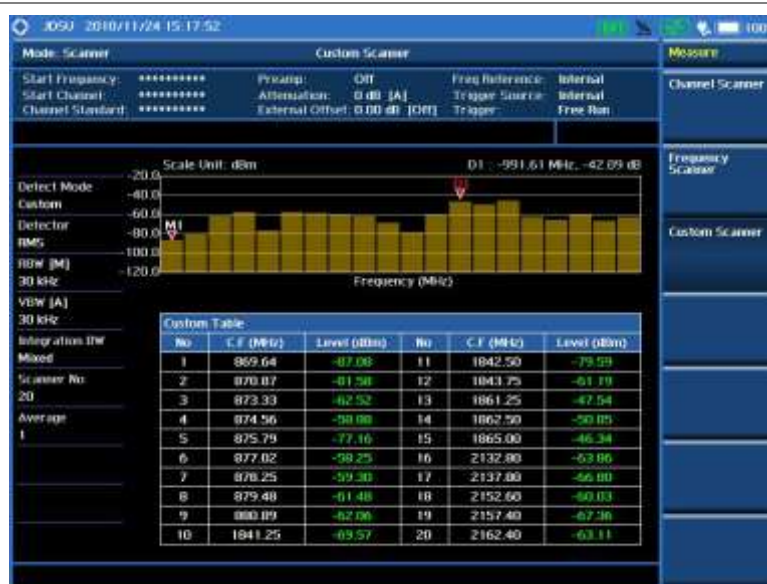 JDSU 2010/11/24 15:17:52 100
Mode: Scanner Custom Scanner Measure
Start Frequency: ********** Preamp: Off Freq Reference: Internal
Start Channel: ********** Attenuation: 0 dB [A] Trigger Source: Internal
Channel Standard: ********** External Offset: 0.00 dB [Off] Trigger: Free Run
Channel Scanner
Frequency Scanner
Custom Scanner
Scale Unit: dBm D1 : -991.61 MHz, -42.09 dB
-20.0
-40.0
-60.0
-80.0
-100.0
-120.0
M1
Frequency (MHz)
Detect Mode
Custom
Detector
RMS
RBW [M]
30 kHz
VBW [A]
30 kHz
Integration BW
Mixed
Scanner No
20
Average
1
Custom Table
No C.F (MHz) Level (dBm) No C.F (MHz) Level (dBm)
1 869.64 -87.08 11 1842.50 -79.59
2 870.87 -81.58 12 1843.75 -61.19
3 873.33 -62.52 13 1861.25 -47.54
4 874.56 14 1862.50 -50.85
5 875.79 -77.16 15 1865.00 -46.34
6 877.02 -58.25 16 2132.80 -63.86
7 878.25 -59.30 17 2137.80 -66.80
8 879.48 -61.48 18 2152.60 -60.03
9 880.89 -62.06 19 2157.40 -67.36
10 1841.25 -69.57 20 2162.40 -63.11